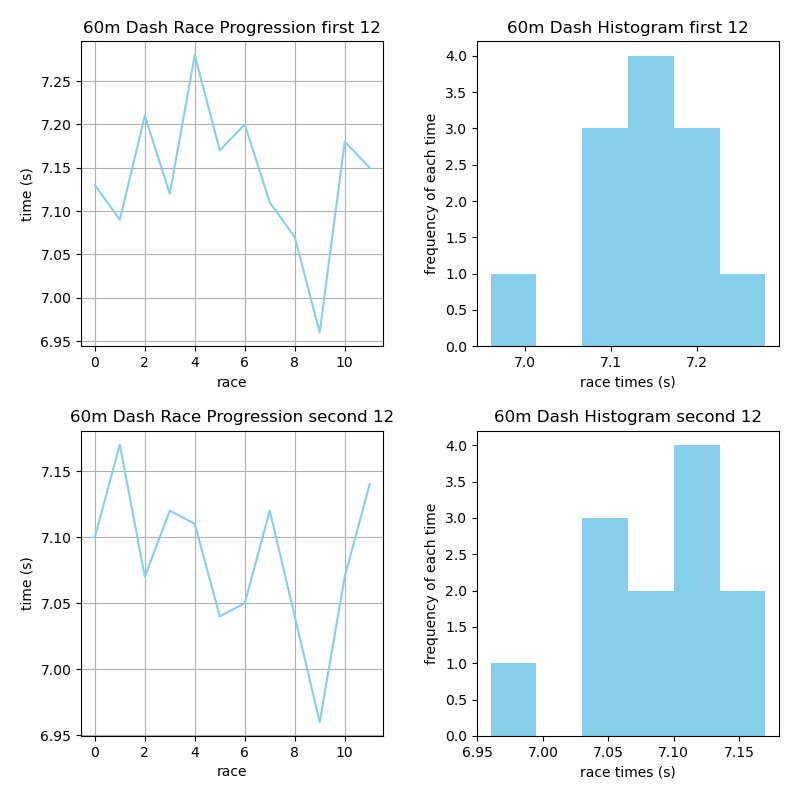 60m Dash Race Progression first 12
7.25
7.20
7.15
7.10
7.05
7.00
6.95
time (s)
0 2 4 6 8 10
race
60m Dash Histogram first 12
4.0
3.5
3.0
2.5
2.0
1.5
1.0
0.5
0.0
frequency of each time
7.0 7.1 7.2
race times (s)
60m Dash Race Progression second 12
7.15
7.10
7.05
7.00
6.95
time (s)
0 2 4 6 8 10
race
60m Dash Histogram second 12
4.0
3.5
3.0
2.5
2.0
1.5
1.0
0.5
0.0
frequency of each time
6.95 7.00 7.05 7.10 7.15
race times (s)